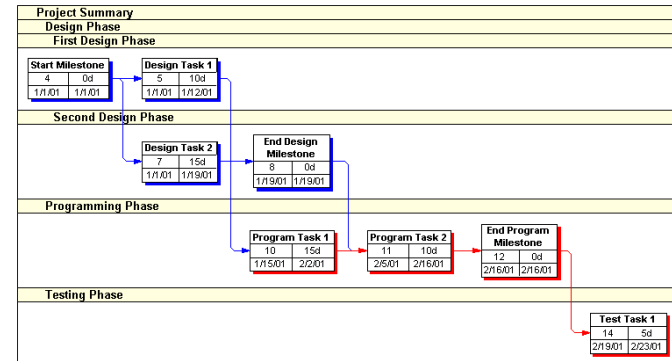 Project Summary
Design Phase
First Design Phase
Start Milestone
4 0d
1/1/01 1/1/01
Design Task 1
5 10d
1/1/01 1/12/01
Second Design Phase
Design Task 2
7 15d
1/1/01 1/19/01
End Design
Milestone
8 0d
1/19/01 1/19/01
Programming Phase
Program Task 1
10 15d
1/15/01 2/2/01
Program Task 2
11 10d
2/5/01 2/16/01
End Program
Milestone
12 0d
2/16/01 2/16/01
Testing Phase
Test Task 1
14 5d
2/19/01 2/23/01